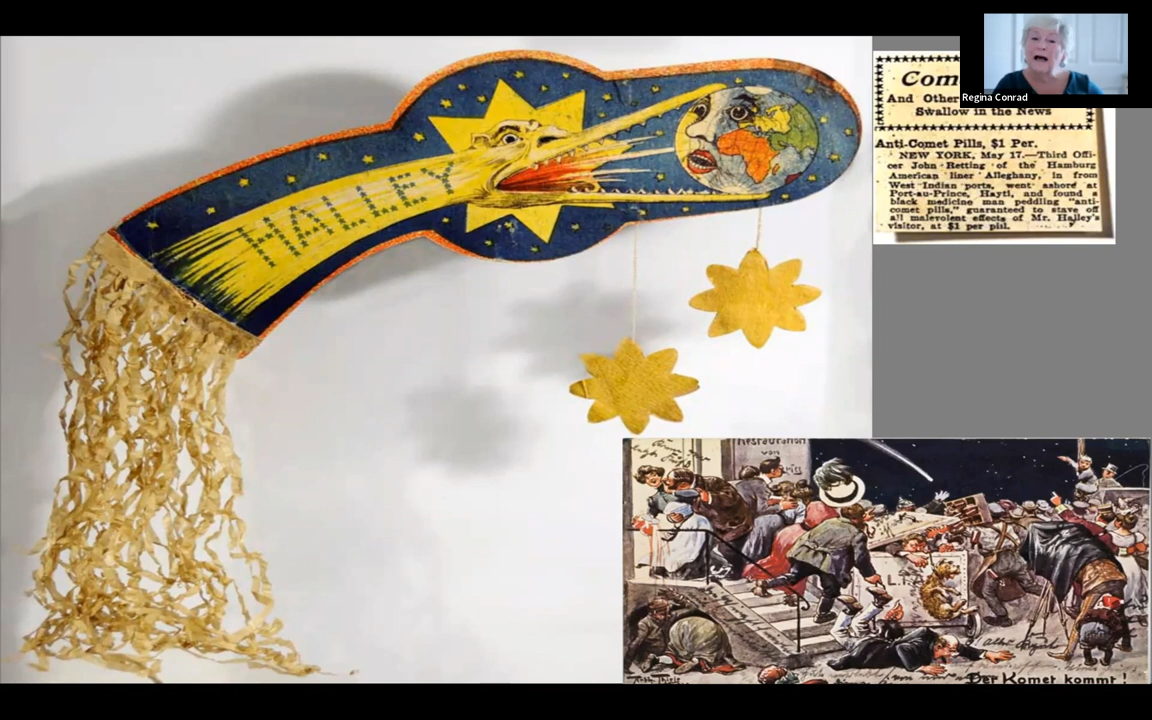 HALLEY
Com
And Other
Swallow in the News
Anti-Comet Pills, $1 Per.
NEW YORK, May 17.—Third Offi-
cer John Retting of the Hamburg
American liner Alleghany, in from
West Indian ports, went ashore at
Port-au-Prince, Hayti, and found a
black medicine man peddling "anti-
comet pills," guaranteed to stave off
all malevolent effects of Mr. Halley's
visitor, at $1 per pill.
Regina Conrad
Restauration
von
Der Komet kommt!